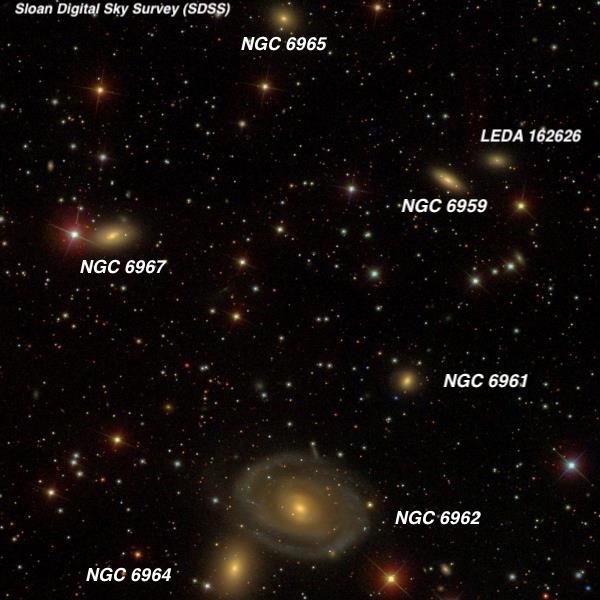 Sloan Digital Sky Survey (SDSS)
NGC 6965
LEDA 162626
NGC 6959
NGC 6967
NGC 6961
NGC 6962
NGC 6964